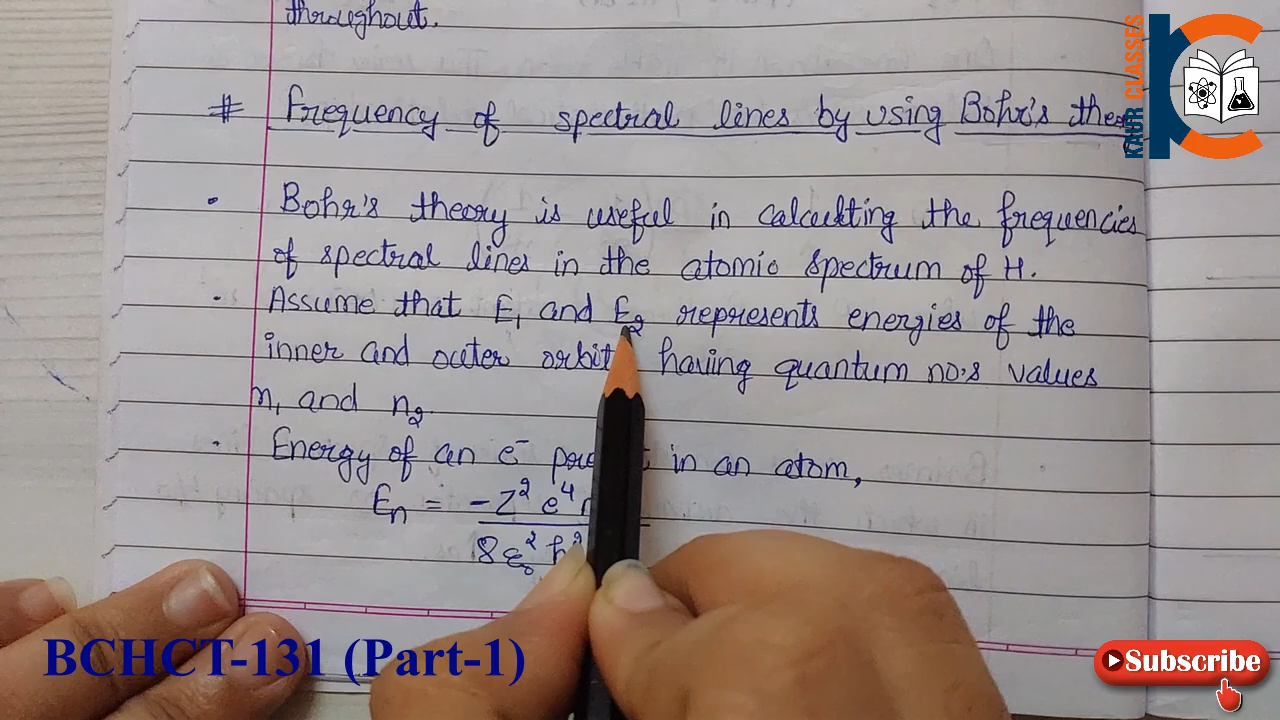 throughout.
# Frequency of spectral lines by using Bohr's
• Bohr's theory is useful in calculting the frequencies
of spectral lines in the atomic spectrum of H.
• Assume that E₁ and E₂ represents energies of the
inner and outer orbit having quantum no.s values
n₁ and n₂.
• Energy of an e⁻ in an atom,
Eₙ = -Z² e⁴
8ε₀² h²
KAUR CLASSES
BCHCT-131 (Part-1)
Subscribe